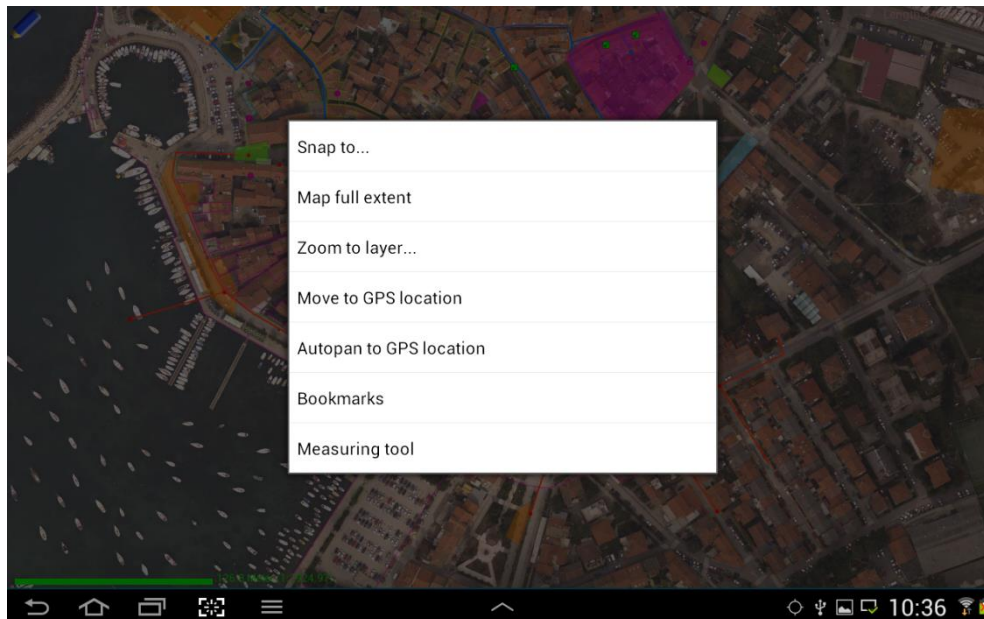 Snap to...
Map full extent
Zoom to layer...
Move to GPS location
Autopan to GPS location
Bookmarks
Measuring tool
10:36